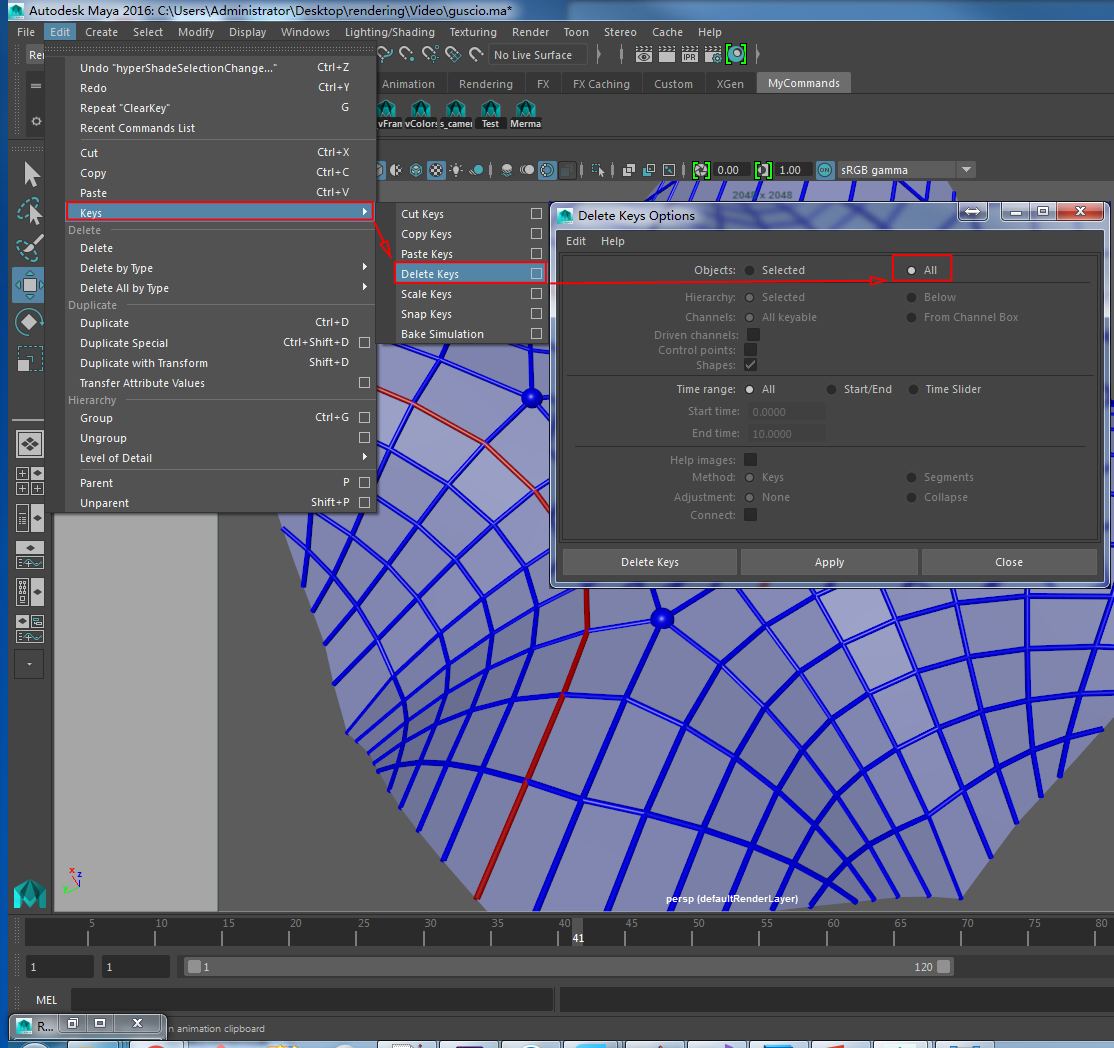 Autodesk Maya 2016: C:\Users\Administrator\Desktop\rendering\Video\guscio.ma*
File Edit Create Select Modify Display Windows Lighting/Shading Texturing Render Toon Stereo Cache Help
No Live Surface
IPR
Animation Rendering FX FX Caching Custom XGen MyCommands
Test Merma
Undo "hyperShadeSelectionChange..." Ctrl+Z
Redo Ctrl+Y
Repeat "ClearKey" G
Recent Commands List
Cut Ctrl+X
Copy Ctrl+C
Paste Ctrl+V
Keys
Delete
Delete
Delete by Type
Delete All by Type
Duplicate
Duplicate Ctrl+D
Duplicate Special Ctrl+Shift+D
Duplicate with Transform Shift+D
Transfer Attribute Values
Hierarchy
Group Ctrl+G
Ungroup
Level of Detail
Parent P
Unparent Shift+P
Cut Keys
Copy Keys
Paste Keys
Delete Keys
Scale Keys
Snap Keys
Bake Simulation
0.00 1.00 ON sRGB gamma
2048 x 2048
Delete Keys Options
Edit Help
Objects: Selected All
Hierarchy: Selected Below
Channels: All keyable From Channel Box
Driven channels:
Control points:
Shapes:
Time range: All Start/End Time Slider
Start time: 0.0000
End time: 10.0000
Help images:
Method: Keys Segments
Adjustment: None Collapse
Connect:
Delete Keys Apply Close
x z y
persp (defaultRenderLayer)
5 10 15 20 25 30 35 40 45 50 55 60 65 70 75 80
41
1 1 1 120
MEL
R...
n animation clipboard